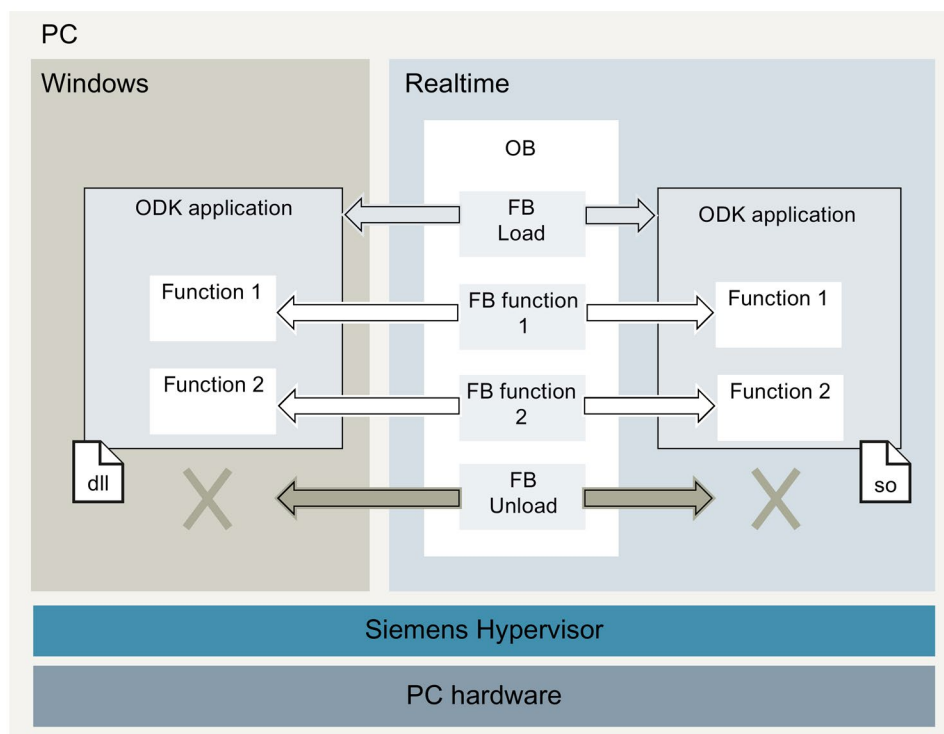 PC
Windows
Realtime
OB
ODK application
FB
Load
ODK application
Function 1
FB function
1
Function 1
Function 2
FB function
2
Function 2
dll
FB
Unload
so
Siemens Hypervisor
PC hardware